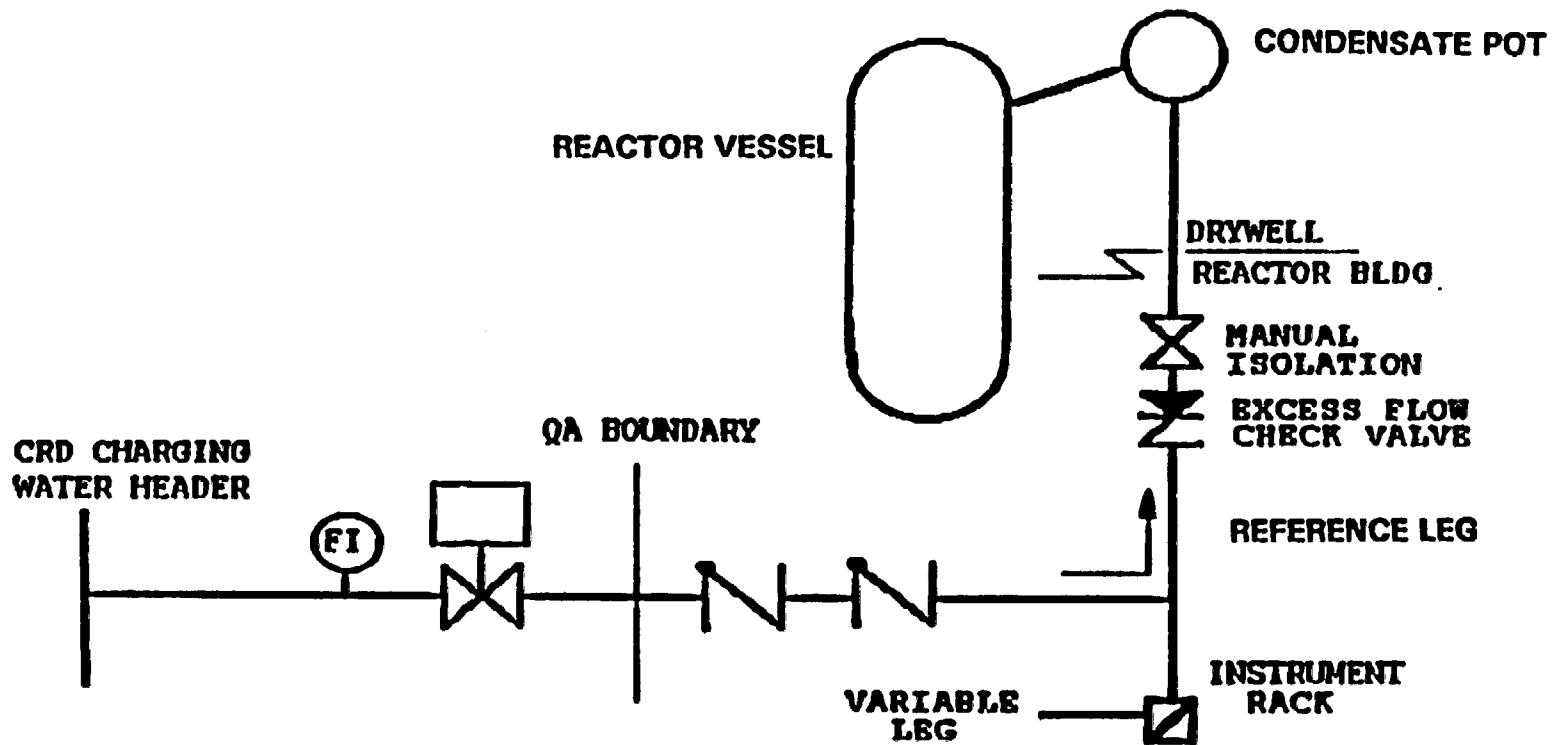 CONDENSATE POT
REACTOR VESSEL
DRYWELL
REACTOR BLDG.
MANUAL
ISOLATION
EXCESS FLOW
CHECK VALVE
QA BOUNDARY
CRD CHARGING
WATER HEADER
FI
REFERENCE LEG
INSTRUMENT
RACK
VARIABLE
LEG